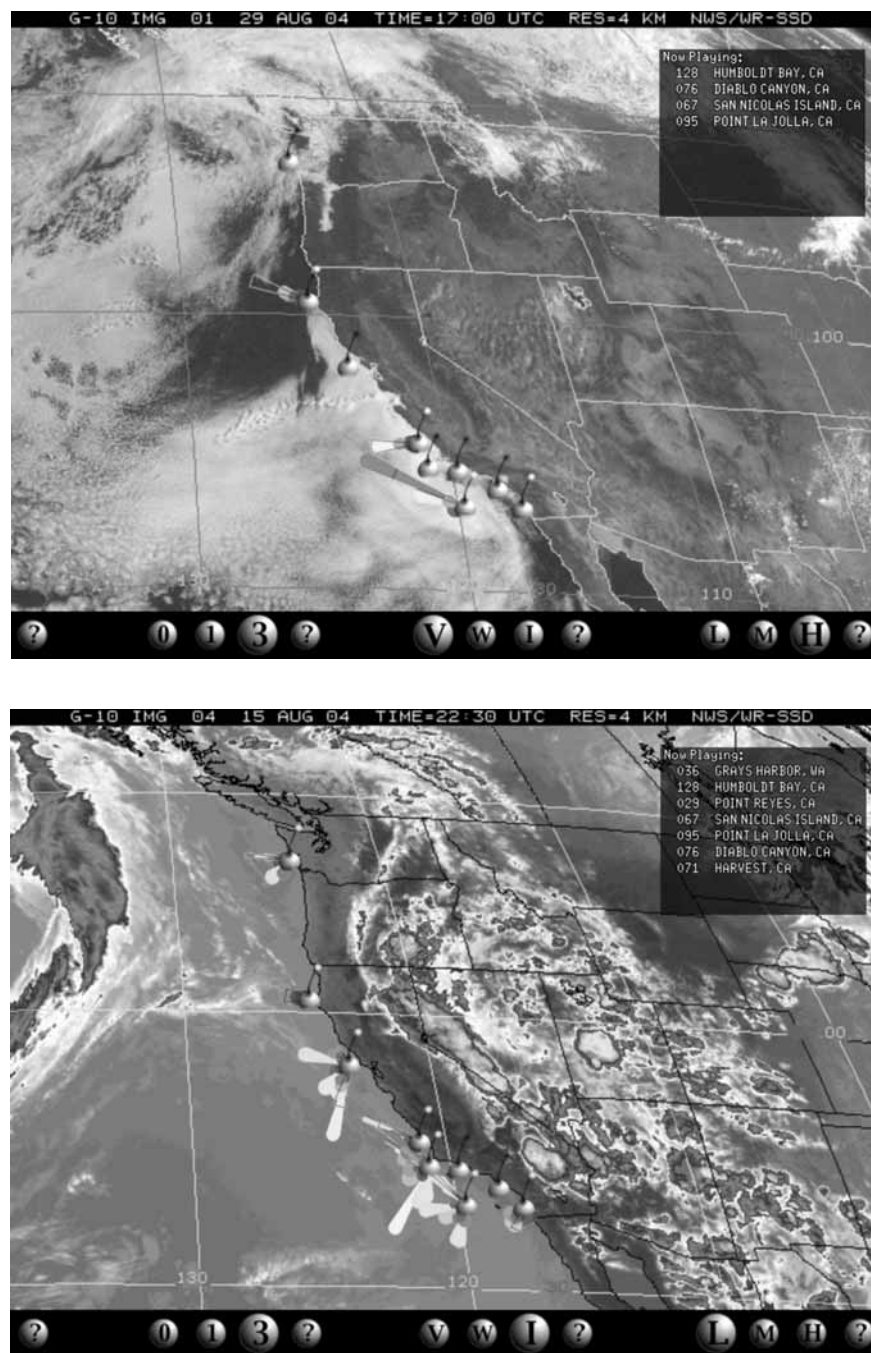 G-10 IMG 01 29 AUG 04 TIME=17:00 UTC RES=4 KM NWS/WR-SSD
Now Playing:
128 HUMBOLDT BAY, CA
076 DIABLO CANYON, CA
067 SAN NICOLAS ISLAND, CA
095 POINT LA JOLLA, CA
100
130
110
? 0 1 3 ? V W I ? L M H ?
G-10 IMG 04 15 AUG 04 TIME=22:30 UTC RES=4 KM NWS/WR-SSD
Now Playing:
036 GRAYS HARBOR, WA
128 HUMBOLDT BAY, CA
029 POINT REYES, CA
067 SAN NICOLAS ISLAND, CA
095 POINT LA JOLLA, CA
076 DIABLO CANYON, CA
071 HARVEST, CA
00
130
120
? 0 1 3 ? V W I ? L M H ?